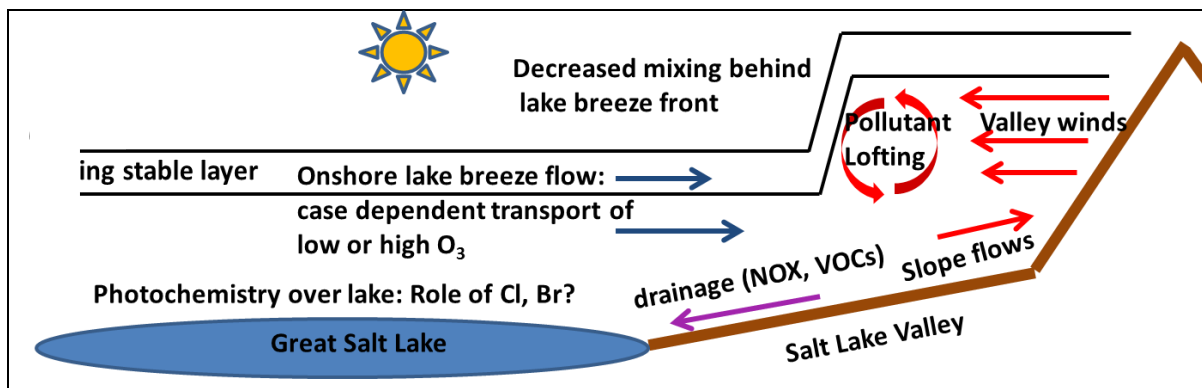 Decreased mixing behind
lake breeze front
Pollutant
Lofting
Valley winds
ing stable layer
Onshore lake breeze flow:
case dependent transport of
low or high O₃
drainage (NOX, VOCs)
Slope flows
Photochemistry over lake: Role of Cl, Br?
Great Salt Lake
Salt Lake Valley